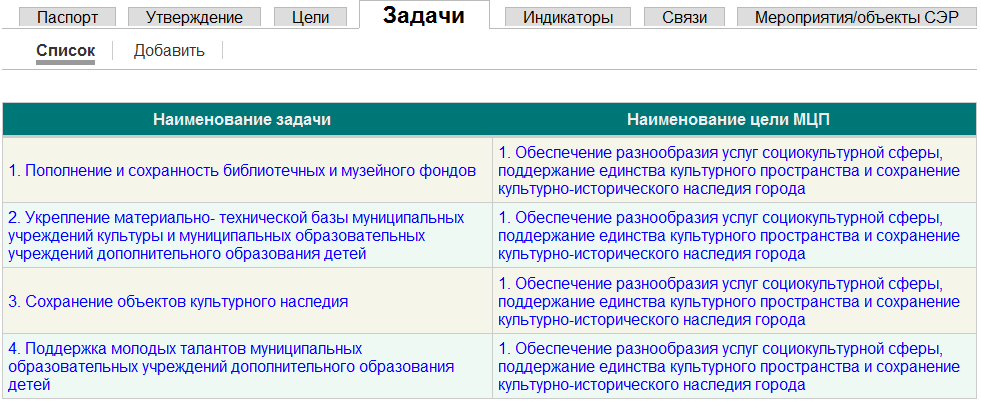 Паспорт Утверждение Цели Задачи Индикаторы Связи Мероприятия/объекты СЭР
Список Добавить
Наименование задачи Наименование цели МЦП
1. Пополнение и сохранность библиотечных и музейного фондов
1. Обеспечение разнообразия услуг социокультурной сферы,
поддержание единства культурного пространства и сохранение
культурно-исторического наследия города
2. Укрепление материально- технической базы муниципальных
учреждений культуры и муниципальных образовательных
учреждений дополнительного образования детей
1. Обеспечение разнообразия услуг социокультурной сферы,
поддержание единства культурного пространства и сохранение
культурно-исторического наследия города
3. Сохранение объектов культурного наследия
1. Обеспечение разнообразия услуг социокультурной сферы,
поддержание единства культурного пространства и сохранение
культурно-исторического наследия города
4. Поддержка молодых талантов муниципальных
образовательных учреждений дополнительного образования
детей
1. Обеспечение разнообразия услуг социокультурной сферы,
поддержание единства культурного пространства и сохранение
культурно-исторического наследия города